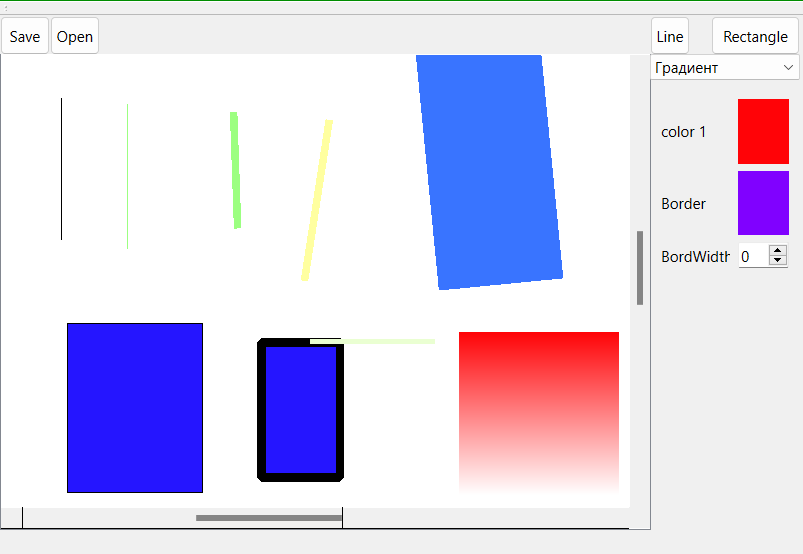 Save Open Line Rectangle
Градиент
color 1
Border
BordWidth 0